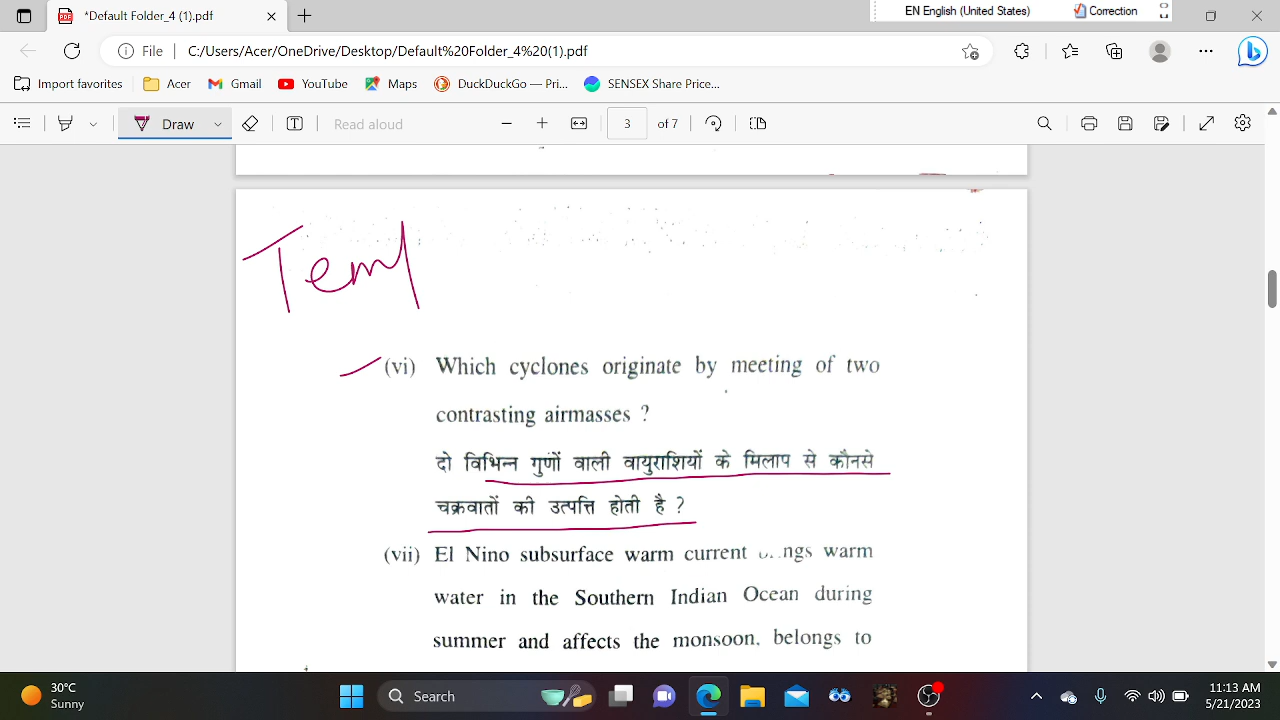 *Default Folder_4 (1).pdf
EN English (United States)
Correction
File
C:/Users/Acer/OneDrive/Desktop/Default%20Folder_4%20(1).pdf
Import favorites
Acer
Gmail
YouTube
Maps
DuckDuckGo — Pri...
SENSEX Share Price...
Draw
Read aloud
3
of 7
(vi) Which cyclones originate by meeting of two
contrasting airmasses ?
दो विभिन्न गुणों वाली वायुराशियों के मिलाप से कौनसे
चक्रवातों की उत्पत्ति होती है ?
(vii) El Nino subsurface warm current warm
water in the Southern Indian Ocean during
summer and affects the monsoon, belongs to
30°C
Sunny
Search
11:13 AM
5/21/2023